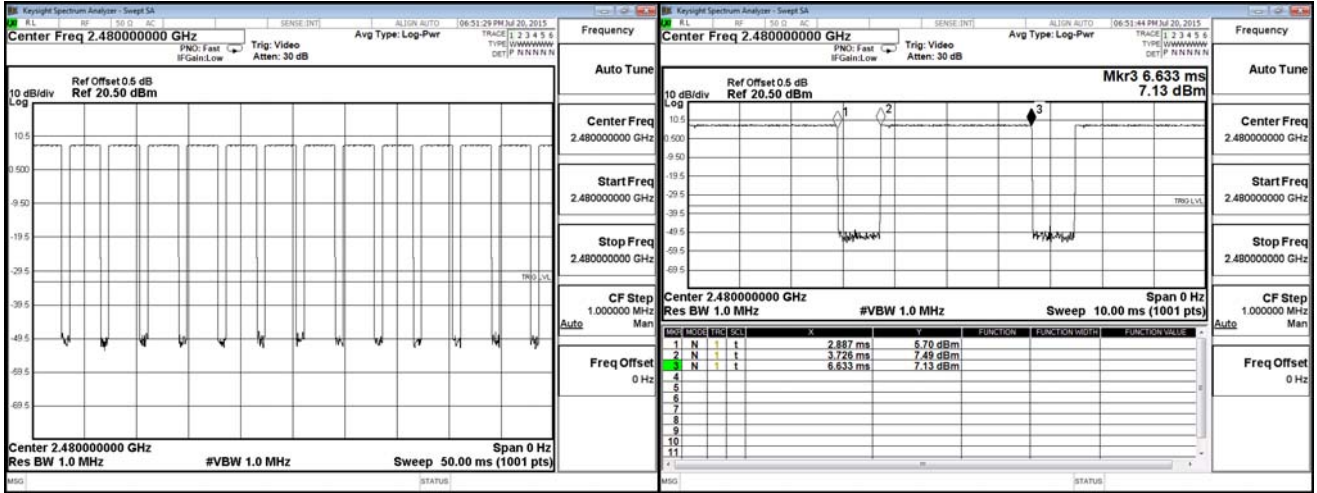 Keysight Spectrum Analyzer - Swept SA
RL RF 50 Ω AC SENSE:INT ALIGN AUTO 06:51:29 PM Jul 20, 2015
Center Freq 2.480000000 GHz
PNO: Fast
IFGain:Low
Trig: Video
Atten: 30 dB
Avg Type: Log-Pwr
TRACE 1 2 3 4 5 6
TYPE WWWWWW
DET P N N N N N
Ref Offset 0.5 dB
10 dB/div Ref 20.50 dBm
Log
10.5
0.500
-9.50
-19.5
-29.5
TRIG LVL
-39.5
-49.5
-59.5
-69.5
Center 2.480000000 GHz Span 0 Hz
Res BW 1.0 MHz #VBW 1.0 MHz Sweep 50.00 ms (1001 pts)
MSG STATUS
Frequency
Auto Tune
Center Freq
2.480000000 GHz
Start Freq
2.480000000 GHz
Stop Freq
2.480000000 GHz
CF Step
1.000000 MHz
Auto Man
Freq Offset
0 Hz
Keysight Spectrum Analyzer - Swept SA
RL RF 50 Ω AC SENSE:INT ALIGN AUTO 06:51:44 PM Jul 20, 2015
Center Freq 2.480000000 GHz
PNO: Fast
IFGain:Low
Trig: Video
Atten: 30 dB
Avg Type: Log-Pwr
TRACE 1 2 3 4 5 6
TYPE WWWWWW
DET P N N N N N
Mkr3 6.633 ms
7.13 dBm
Ref Offset 0.5 dB
10 dB/div Ref 20.50 dBm
Log
1 2 3
10.5
0.500
-9.50
-19.5
-29.5
TRIG LVL
-39.5
-49.5
-59.5
-69.5
Center 2.480000000 GHz Span 0 Hz
Res BW 1.0 MHz #VBW 1.0 MHz Sweep 10.00 ms (1001 pts)
MKR MODE TRC SCL X Y FUNCTION FUNCTION WIDTH FUNCTION VALUE
1 N 1 t 2.887 ms 5.70 dBm
2 N 1 t 3.726 ms 7.49 dBm
3 N 1 t 6.633 ms 7.13 dBm
4
5
6
7
8
9
10
11
MSG STATUS
Frequency
Auto Tune
Center Freq
2.480000000 GHz
Start Freq
2.480000000 GHz
Stop Freq
2.480000000 GHz
CF Step
1.000000 MHz
Auto Man
Freq Offset
0 Hz